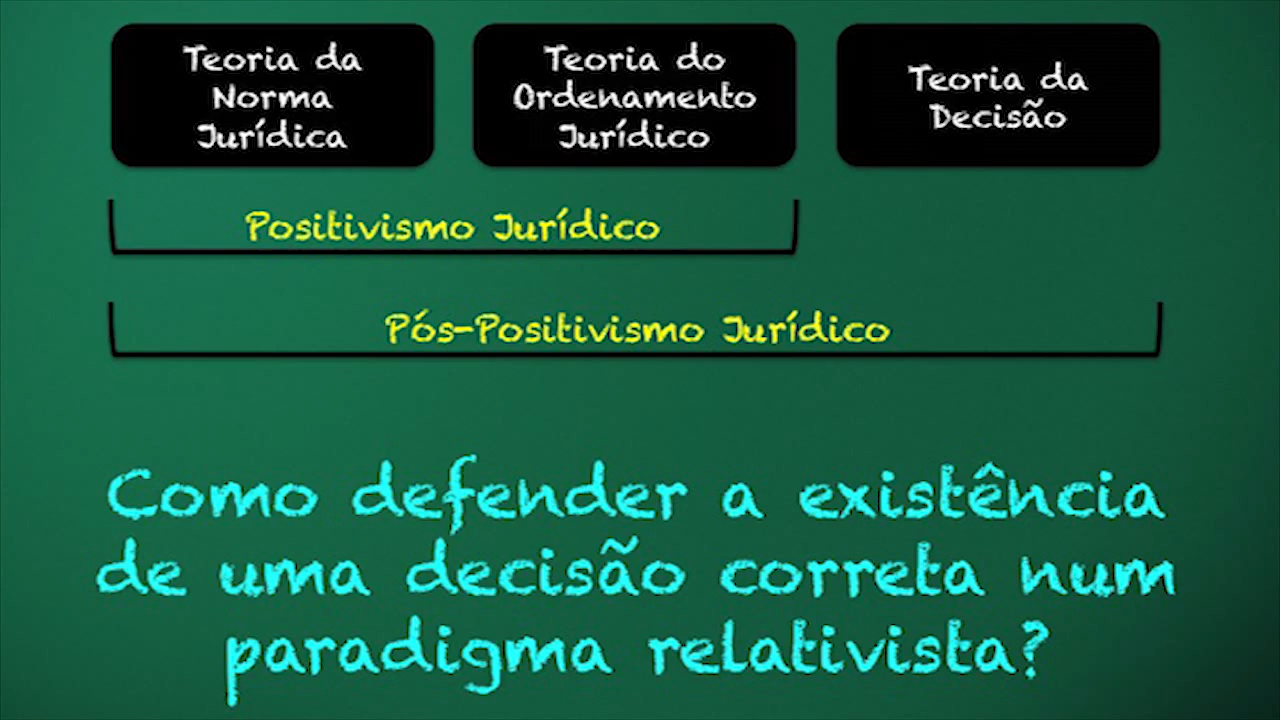 Teoria da
Norma
Jurídica
Teoria do
Ordenamento
Jurídico
Teoria da
Decisão
Positivismo Jurídico
Pós-Positivismo Jurídico
Como defender a existência
de uma decisão correta num
paradigma relativista?